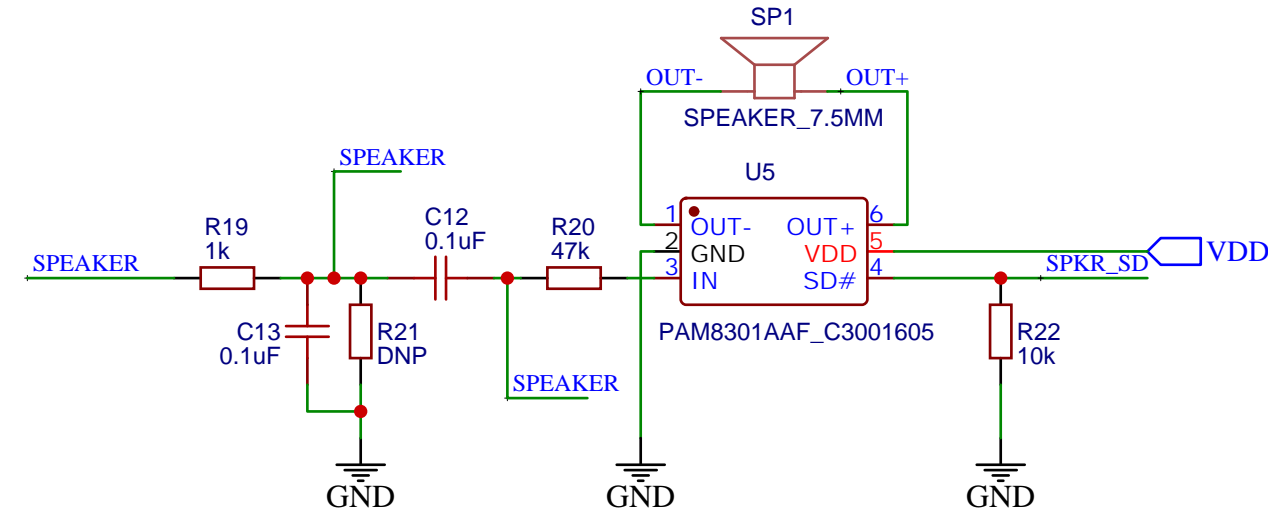 SP1
OUT-
OUT+
SPEAKER_7.5MM
SPEAKER
U5
R19
1k
C12
0.1uF
R20
47k
1
OUT-
OUT+
6
2
GND
VDD
5
3
IN
SD#
4
VDD
SPKR_SD
SPEAKER
C13
0.1uF
R21
DNP
PAM8301AAF_C3001605
R22
10k
SPEAKER
GND
GND
GND